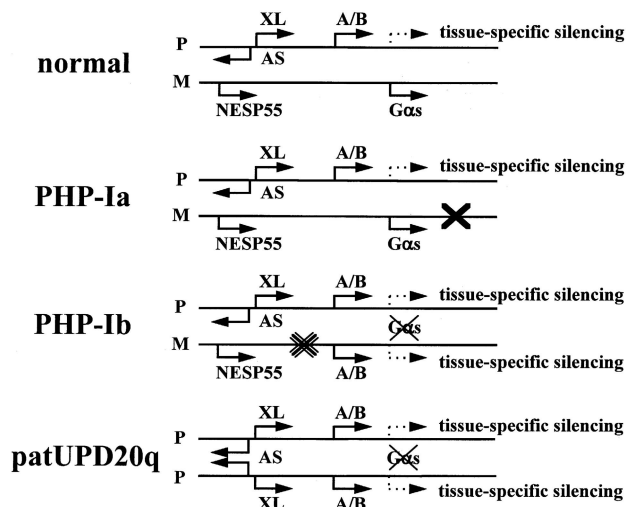 XL A/B
P tissue-specific silencing
normal AS
M
NESP55 Gαs
XL A/B
P tissue-specific silencing
PHP-Ia AS
M
NESP55 Gαs
XL A/B
P tissue-specific silencing
PHP-Ib AS Gαs
M
NESP55 A/B tissue-specific silencing
XL A/B
P tissue-specific silencing
patUPD20q AS Gαs
P
XL A/B tissue-specific silencing